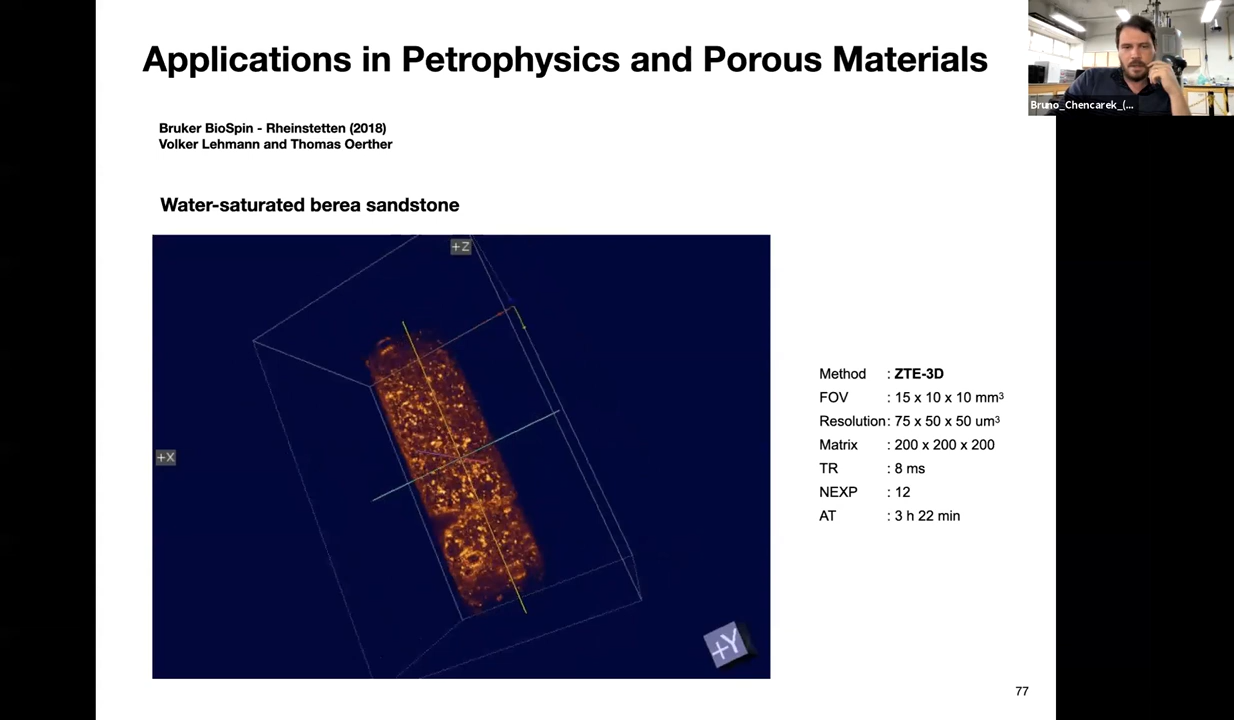 Applications in Petrophysics and Porous Materials
Bruno_Chencarek_(...
Bruker BioSpin - Rheinstetten (2018)
Volker Lehmann and Thomas Oerther
Water-saturated berea sandstone
+Z
+X
+Y
Method : ZTE-3D
FOV : 15 x 10 x 10 mm³
Resolution : 75 x 50 x 50 um³
Matrix : 200 x 200 x 200
TR : 8 ms
NEXP : 12
AT : 3 h 22 min
77